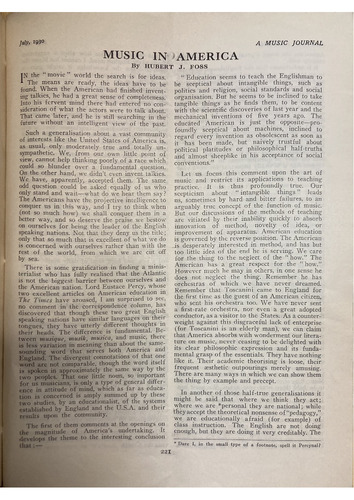 July, 1930
A MUSIC JOURNAL
MUSIC IN AMERICA
By HUBERT J. FOSS
IN the "movie" world the search is for ideas.
The means are ready, the ideas have to be
found. When the American had finished invent-
ing talkies, he had a great sense of completeness.
Into his fervent mind there had entered no con-
sideration of what the actors were to talk about.
That came later, and he is still searching in the
future without an intelligent view of the past.
Such a generalisation about a vast community
of interests like the United States of America is,
as usual, only moderately true and totally un-
sympathetic. We, from our own little point of
view, cannot help thinking poorly of a race which
could so blunder over a limited question.
On the other hand, we didn't even invent talkies.
We have, apparently, accepted them. The same
odd question could be asked equally of us who
only stand and wait—what do we hear them say?
The Americans have the projective intelligence to
conquer us in this way, and I try to think when
(not so much how) we shall conquer them in a
better way, and so deserve the praise we bestow
on ourselves for being the leader of the English
speaking nations. Not that they deny us the title;
only that so much that is excellent of what we do
is concerned with ourselves rather than with the
rest of the world, from which we are cut off
by sea.
There is some gratification in finding a minis-
terialist who has fully realised that the Atlantic
is not the biggest barrier between ourselves and
the American nation. Lord Eustace Percy, whose
two excellent articles on American education in
The Times have aroused, I am surprised to see,
no comment in the correspondence column, has
discovered that though these two great English
speaking nations have similar languages on their
tongues, they have utterly different thoughts in
their heads. The difference is fundamental. Be-
tween musique, musik, musica, and music, there
is less variation in meaning than about the same-
sounding word that serves both America and
England. The divergent connotations of that one
word are not comparable, though the word itself
is spoken in approximately the same way by the
two peoples. That one little noun, so important
for us musicians, is only a type of general differ-
ence in attitude of mind, which as far as educa-
tion is concerned is simply summed up by these
two studies, by an educationalist, of the systems
established by England and the U.S.A. and their
results upon the community.
The first of them comments at the openings on
the magnitude of America's undertaking. It
develops the theme to the interesting conclusion
that:—
"Education seems to teach the Englishman to
be sceptical about intangible things, such as
politics and religion, social standards and social
organisation. But he seems to be inclined to take
tangible things as he finds them, to be content
with the scientific discoveries of last year and the
mechanical inventions of five years ago. The
educated American is just the opposite—pro-
foundly sceptical about machines, inclined to
regard every invention as obsolescent as soon as
it has been made, but naïvely trustful about
political platitudes or philosophical half-truths
and almost sheeplike in his acceptance of social
conventions."
Let us focus this comment upon the art of
music and restrict its applications to teaching
practice. It is thus profoundly true. Our
scepticism about "intangible things" leads
us, sometimes by hard and bitter failures, to an
arguably true concept of the function of music.
But our discussions of the methods of teaching
are vitiated by their inability quickly to absorb
innovation of method, novelty of idea, or
improvement of apparatus. American education
is governed by the reverse position. The American
is desperately interested in method, and has but
too little idea of the end he is serving. We care
for the thing to the neglect of the "how." The
American has a great respect for the "how."
However much he may, in others, in one sense he
does not neglect the thing. Remember he has
orchestras of which we have never dreamed.
Remember that Toscanini came to England for
the first time as the guest of an American citizen,
who sent his orchestra too. We have never sent
a first-rate orchestra, nor even a great adopted
conductor, as a visitor to the States. As a counter-
weight against the disgraceful lack of enterprise
(for Toscanini is an elderly man), we can claim
that America absorbs with wonderment our litera-
ture on music, never ceasing to be delighted with
its clear philosophic expression and its funda-
mental grasp of the essentials. They have nothing
like it. Their academic theorising is loose, their
frequent æsthetic outpourings merely unmusing.
There are many ways in which we can show them
the thing by example and precept.
In another of those half-true generalisations it
might be said that where we think they act;
where we are *personal they are national; while
they accept the theoretical nonsense of "pedagogy,"
we are educationally afraid (for example) of
class instruction. The English are not doing
enough, but they are doing it very creditably. The
* Dare I, in the small type of a footnote, spell it Percynal?
221